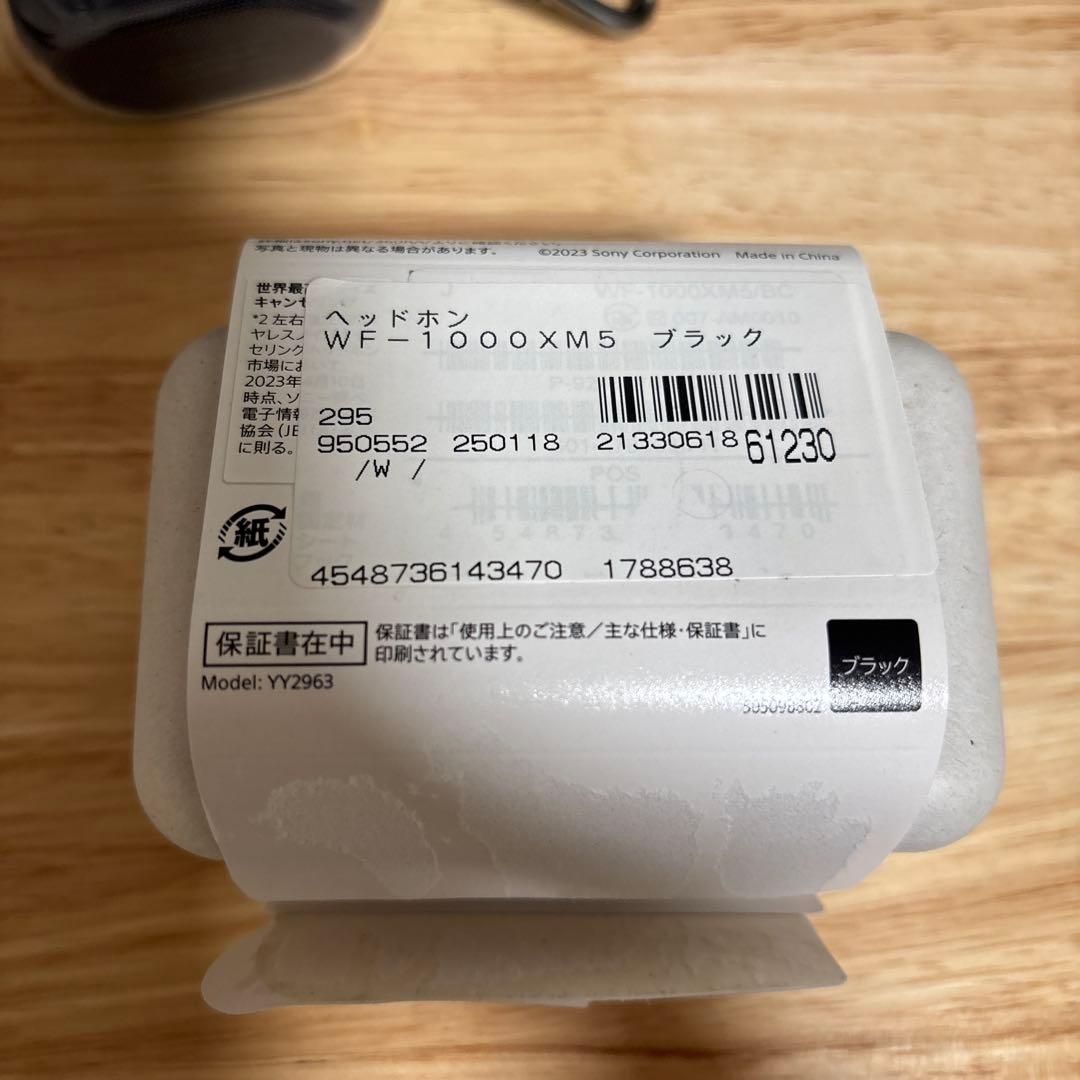 写真と現物は異なる場合があります。
©2023 Sony Corporation Made in China
世界最
キャンセ
*2 左右
ヤレスノ
セリング
市場にお
2023年
時点、ソ
電子情報
協会(JE
に則る。
J WF-1000XM5/BC
ヘッドホン
WF-1000XM5 ブラック
295
950552 250118 21330618 61230
/W /
POS
4548736143470 1788638
紙
保証書在中
保証書は「使用上のご注意/主な仕様・保証書」に
印刷されています。
Model: YY2963
ブラック